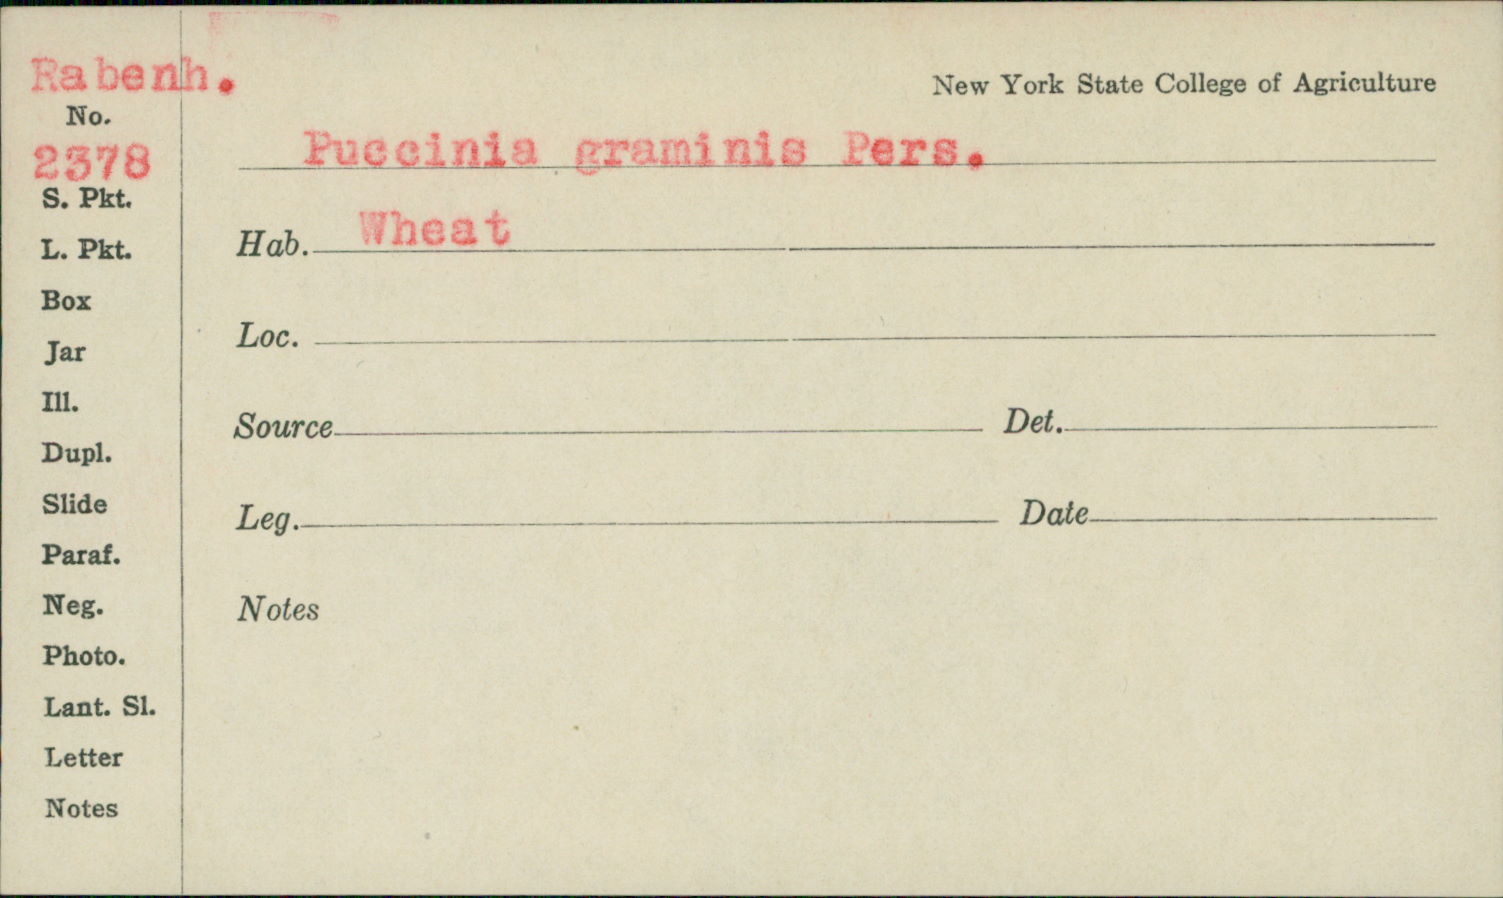 Rabenh.
New York State College of Agriculture
No.
2378
Puccinia graminis Pers.
S. Pkt.
Hab. Wheat
L. Pkt.
Box
Loc.
Jar
Ill.
Source Det.
Dupl.
Slide
Leg. Date
Paraf.
Neg.
Notes
Photo.
Lant. Sl.
Letter
Notes